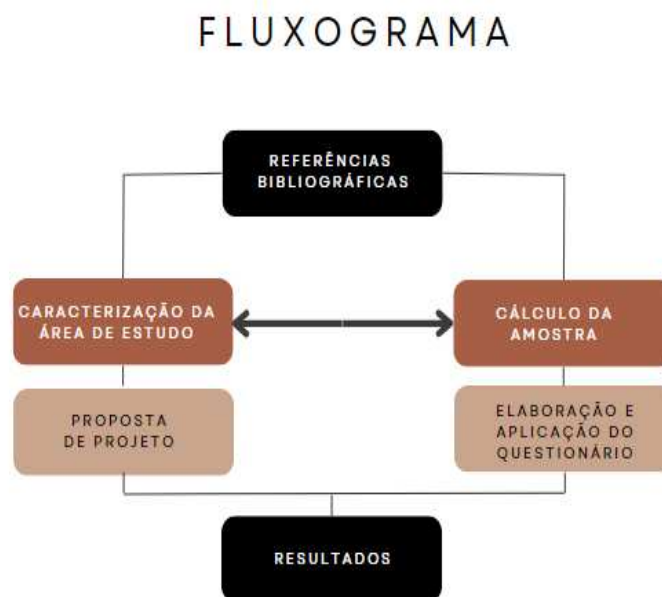 FLUXOGRAMA
REFERÊNCIAS
BIBLIOGRÁFICAS
CARACTERIZAÇÃO DA
ÁREA DE ESTUDO
CÁLCULO DA
AMOSTRA
PROPOSTA
DE PROJETO
ELABORAÇÃO E
APLICAÇÃO DO
QUESTIONÁRIO
RESULTADOS